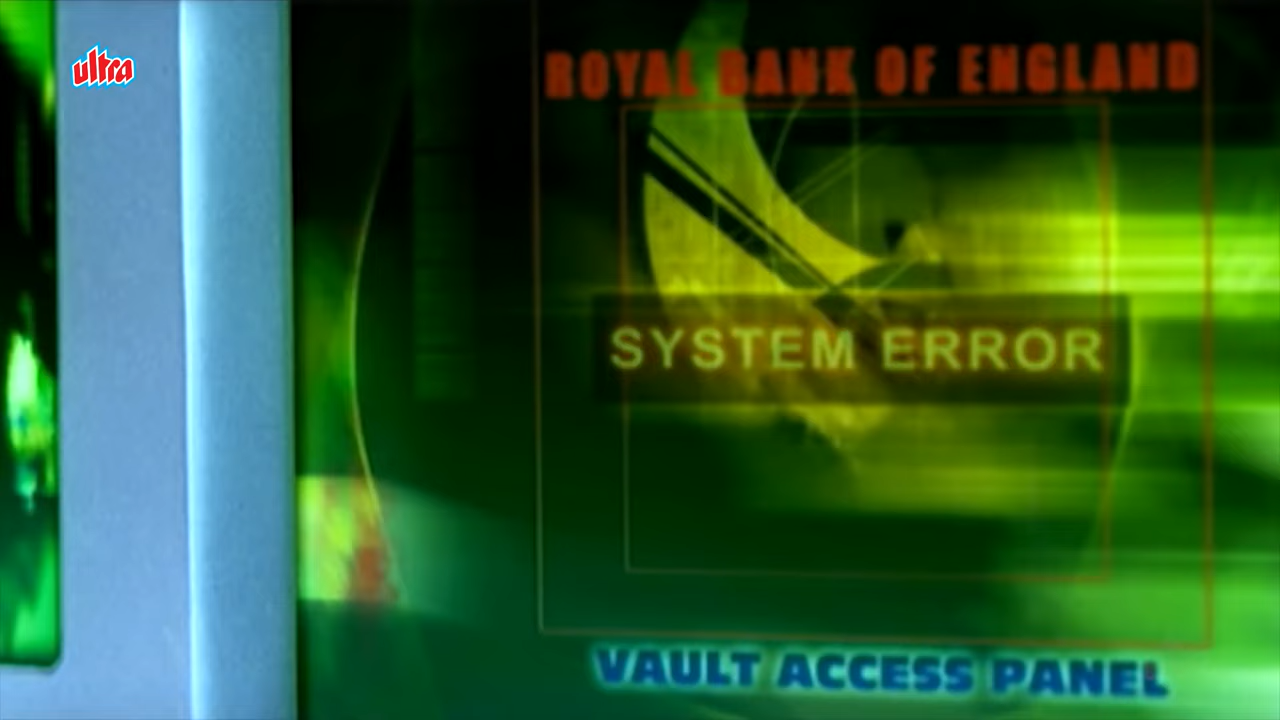 ultra
ROYAL BANK OF ENGLAND
SYSTEM ERROR
VAULT ACCESS PANEL